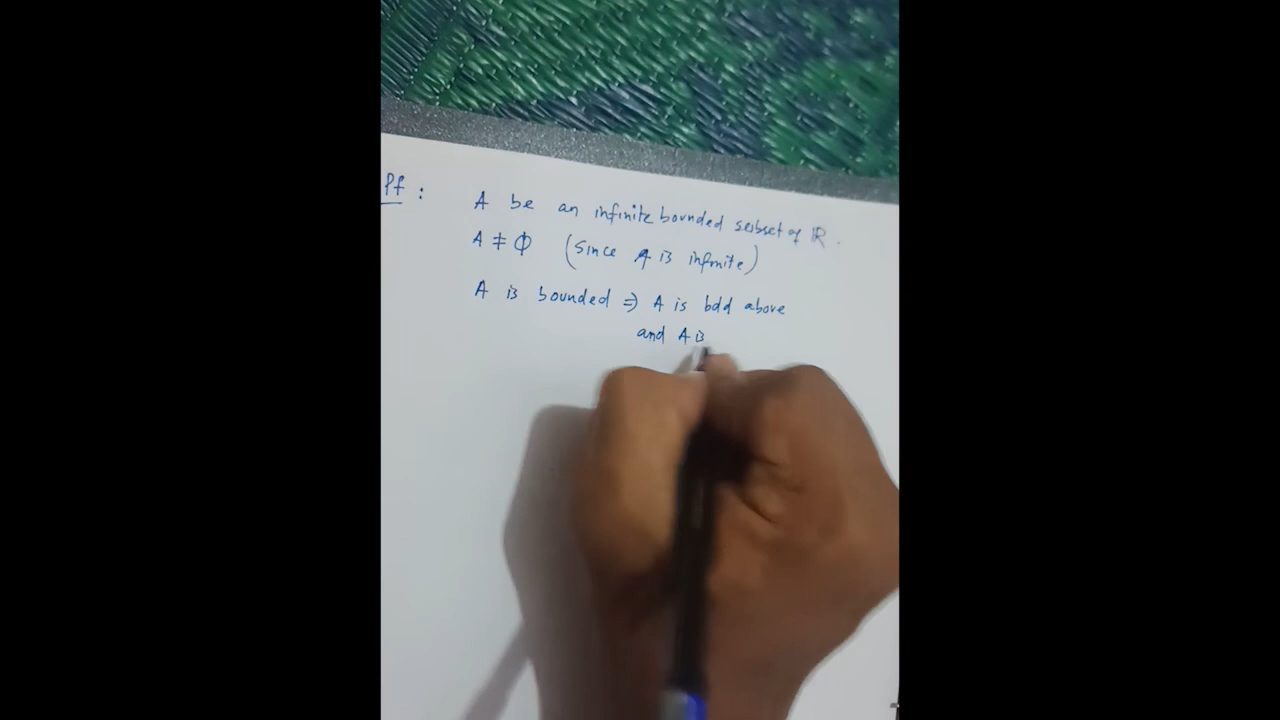 Pf : A be an infinite bounded subset of ℝ.
A ≠ ϕ (since A is infinite)
A is bounded ⇒ A is bdd above
and A is